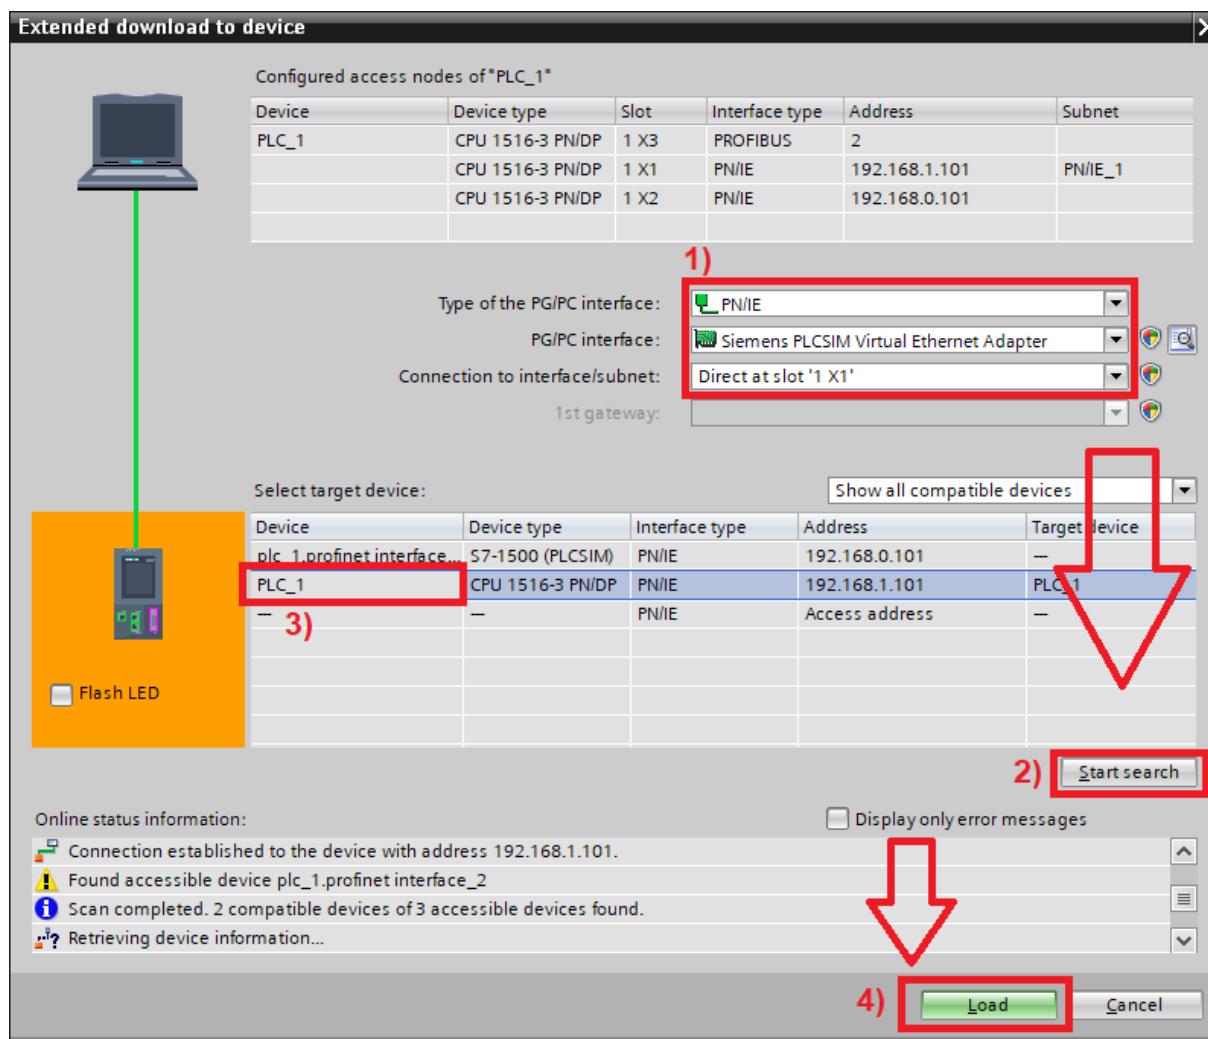 Extended download to device
Configured access nodes of "PLC_1"
Device Device type Slot Interface type Address Subnet
PLC_1 CPU 1516-3 PN/DP 1 X3 PROFIBUS 2
CPU 1516-3 PN/DP 1 X1 PN/IE 192.168.1.101 PN/IE_1
CPU 1516-3 PN/DP 1 X2 PN/IE 192.168.0.101
1)
Type of the PG/PC interface: PN/IE
PG/PC interface: Siemens PLCSIM Virtual Ethernet Adapter
Connection to interface/subnet: Direct at slot '1 X1'
1st gateway:
Select target device: Show all compatible devices
Device Device type Interface type Address Target device
plc_1.profinet interface... S7-1500 (PLCSIM) PN/IE 192.168.0.101 —
PLC_1 CPU 1516-3 PN/DP PN/IE 192.168.1.101 PLC_1
— — PN/IE Access address —
3)
Flash LED
2) Start search
Online status information: Display only error messages
Connection established to the device with address 192.168.1.101.
Found accessible device plc_1.profinet interface_2
Scan completed. 2 compatible devices of 3 accessible devices found.
Retrieving device information...
4) Load Cancel